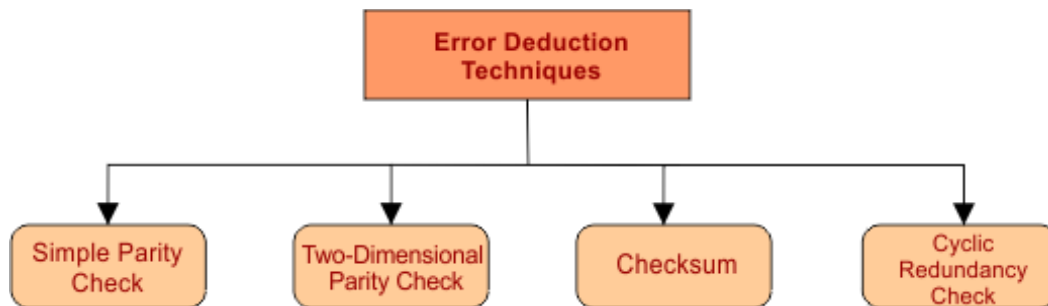 Error Deduction
Techniques
Simple Parity
Check
Two-Dimensional
Parity Check
Checksum
Cyclic
Redundancy
Check